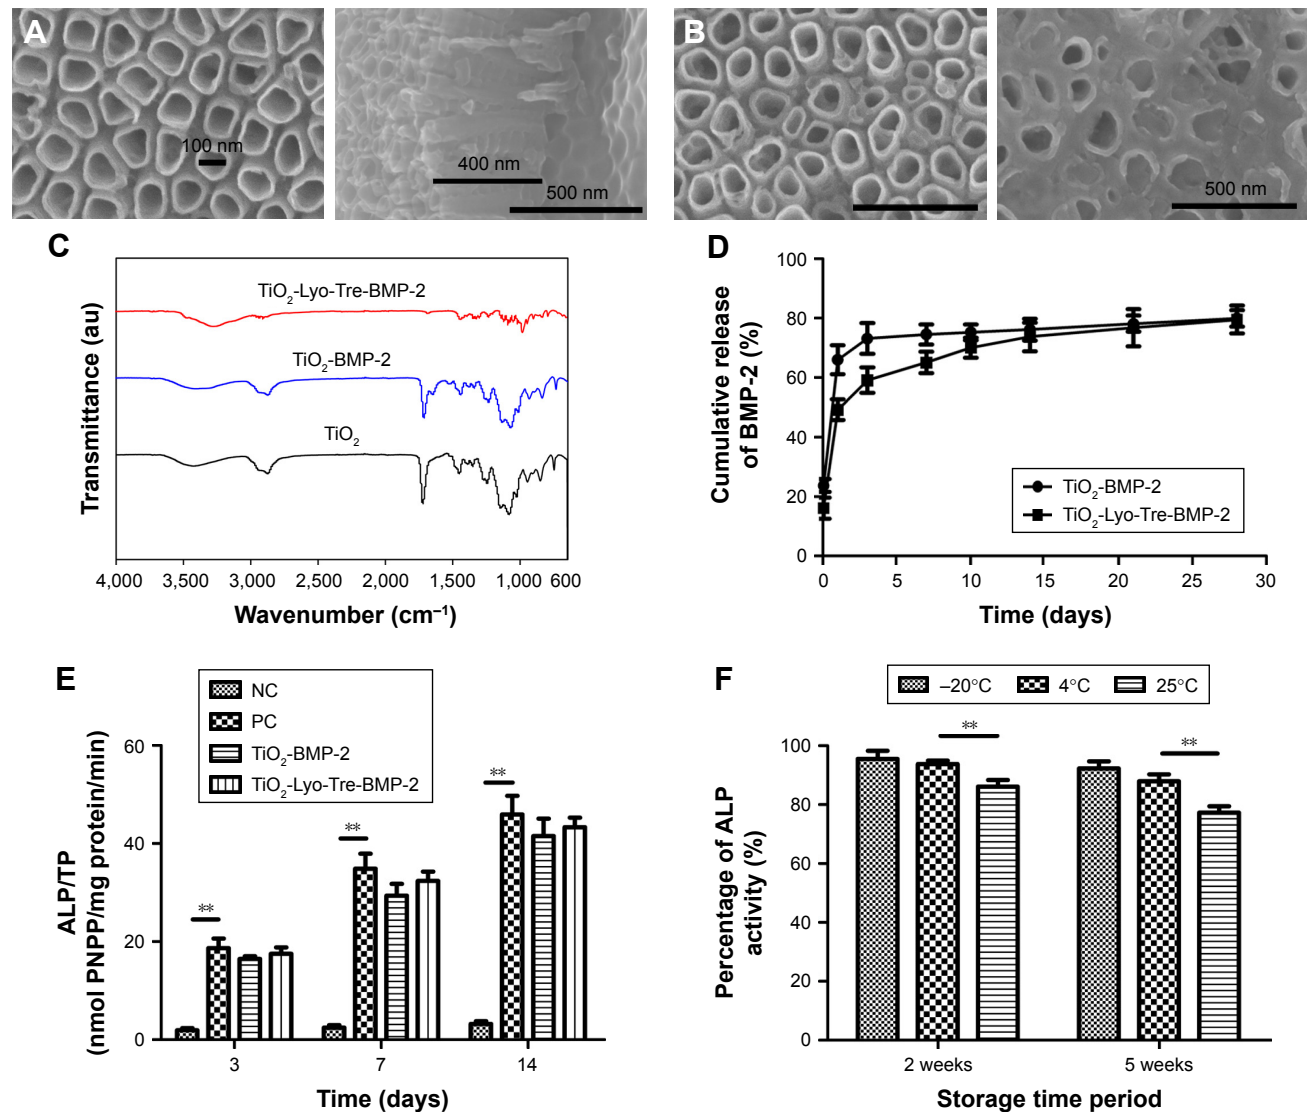 A
100 nm
400 nm
500 nm
B
500 nm
C
Transmittance (au)
TiO2-Lyo-Tre-BMP-2
TiO2-BMP-2
TiO2
4,000 3,500 3,000 2,500 2,000 1,500 1,000 600
Wavenumber (cm−1)
D
Cumulative release
of BMP-2 (%)
100
80
60
40
20
0
TiO2-BMP-2
TiO2-Lyo-Tre-BMP-2
0 5 10 15 20 25 30
Time (days)
E
NC
PC
TiO2-BMP-2
TiO2-Lyo-Tre-BMP-2
ALP/TP
(nmol PNPP/mg protein/min)
60
40
20
0
**
**
**
3 7 14
Time (days)
F
–20°C 4°C 25°C
Percentage of ALP
activity (%)
100
80
60
40
20
0
**
**
2 weeks 5 weeks
Storage time period